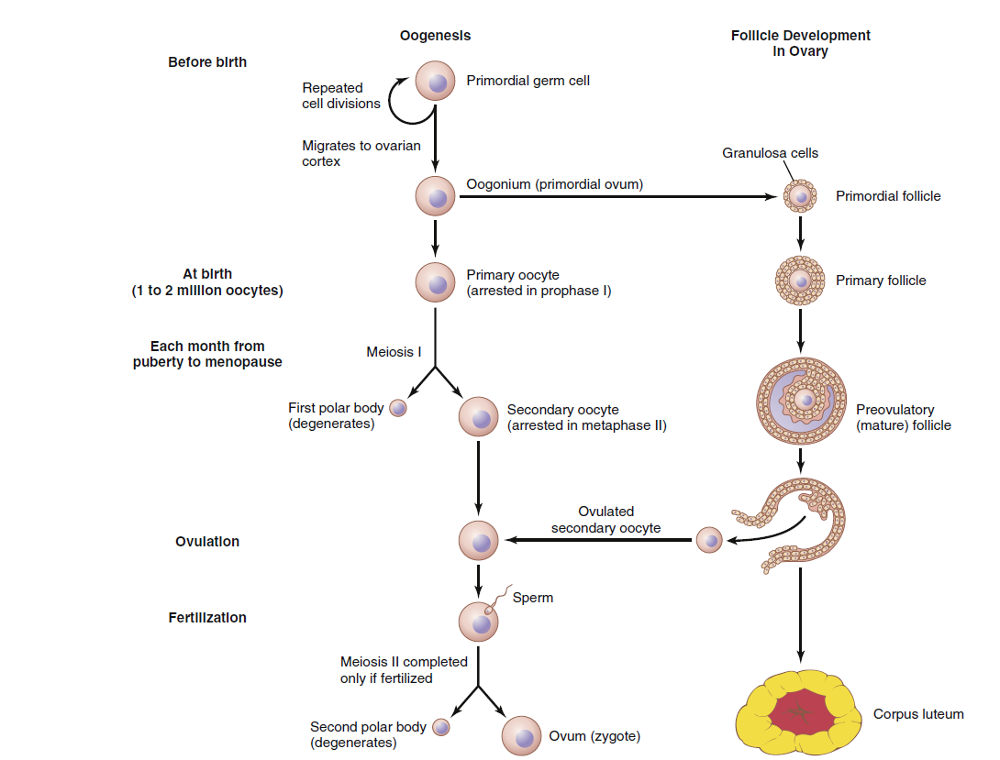 Oogenesis
Follicle Development
in Ovary
Before birth
Primordial germ cell
Repeated
cell divisions
Migrates to ovarian
cortex
Granulosa cells
Oogonium (primordial ovum)
Primordial follicle
At birth
(1 to 2 million oocytes)
Primary oocyte
(arrested in prophase I)
Primary follicle
Each month from
puberty to menopause
Meiosis I
First polar body
(degenerates)
Secondary oocyte
(arrested in metaphase II)
Preovulatory
(mature) follicle
Ovulated
secondary oocyte
Ovulation
Sperm
Fertilization
Meiosis II completed
only if fertilized
Corpus luteum
Second polar body
(degenerates)
Ovum (zygote)